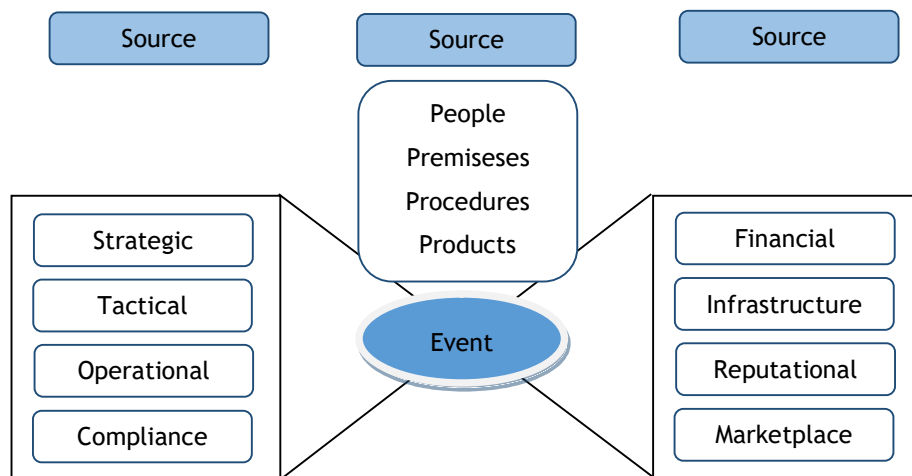 Source
Source
Source
People
Premiseses
Procedures
Products
Strategic
Tactical
Operational
Compliance
Event
Financial
Infrastructure
Reputational
Marketplace